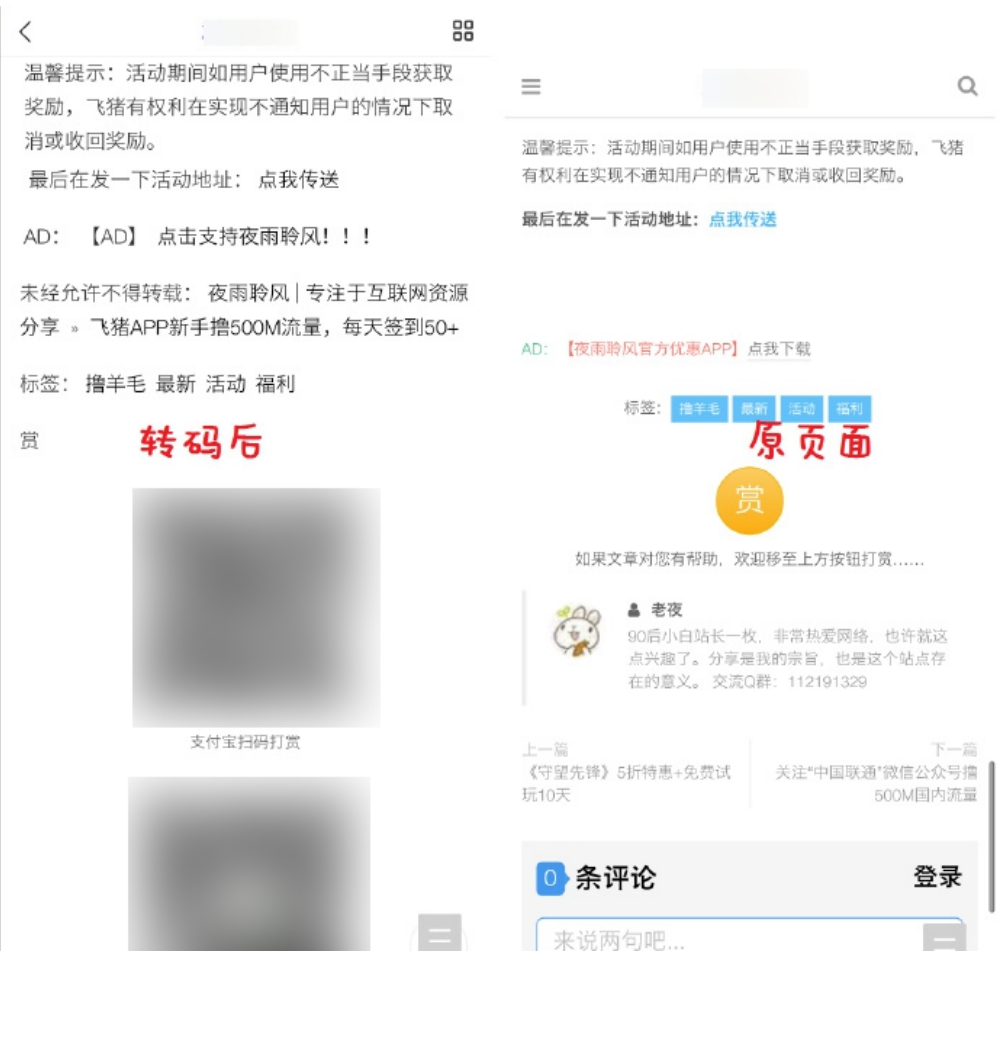 温馨提示：活动期间如用户使用不正当手段获取
奖励，飞猪有权利在实现不通知用户的情况下取
消或收回奖励。
最后在发一下活动地址： 点我传送
AD： 【AD】 点击支持夜雨聆风！！！
未经允许不得转载： 夜雨聆风 | 专注于互联网资源
分享 » 飞猪APP新手撸500M流量，每天签到50+
标签： 撸羊毛 最新 活动 福利
赏
转码后
支付宝扫码打赏
温馨提示：活动期间如用户使用不正当手段获取奖励，飞猪
有权利在实现不通知用户的情况下取消或收回奖励。
最后在发一下活动地址：点我传送
AD： 【夜雨聆风官方优惠APP】点我下载
标签： 撸羊毛 最新 活动 福利
原页面
赏
如果文章对您有帮助，欢迎移至上方按钮打赏……
老夜
90后小白站长一枚，非常热爱网络，也许就这
点兴趣了。分享是我的宗旨，也是这个站点存
在的意义。 交流Q群：112191329
上一篇
《守望先锋》5折特惠+免费试
玩10天
下一篇
关注“中国联通”微信公众号撸
500M国内流量
0 条评论
登录
来说两句吧...